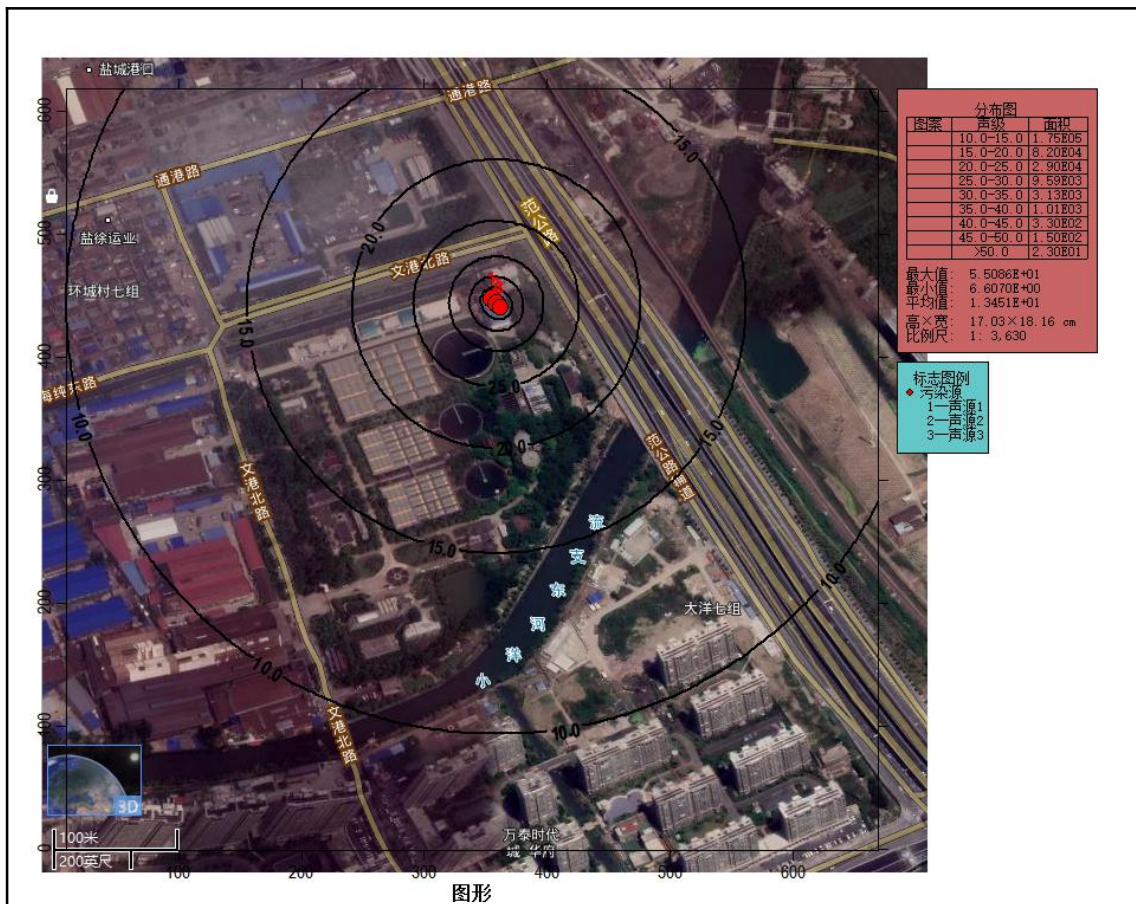 盐城港口
通港路
600
15.0
分布图
图案 声级 面积
10.0-15.0 1.75E05
15.0-20.0 8.20E04
20.0-25.0 2.90E04
25.0-30.0 9.59E03
30.0-35.0 3.13E03
35.0-40.0 1.01E03
40.0-45.0 3.30E02
45.0-50.0 1.50E02
>50.0 2.30E01
最大值: 5.5086E+01
最小值: 6.6070E+00
平均值: 1.3451E+01
高×宽: 17.03×18.16 cm
比例尺: 1: 3,630
通港路
范公路
盐徐运业
500
20.0
文港北路
环城村七组
15.0
400
海纯东路
25.0
标志图例
污染源
1—声源1
2—声源2
3—声源3
10.0
20.0
15.0
范公路辅道
300
文港北路
15.0
小洋河东支流
10.0
200
大洋七组
10.0
文港北路
100
10.0
3D
100米
200英尺
万泰时代
城 华府
0
100 200 300 400 500 600
图形